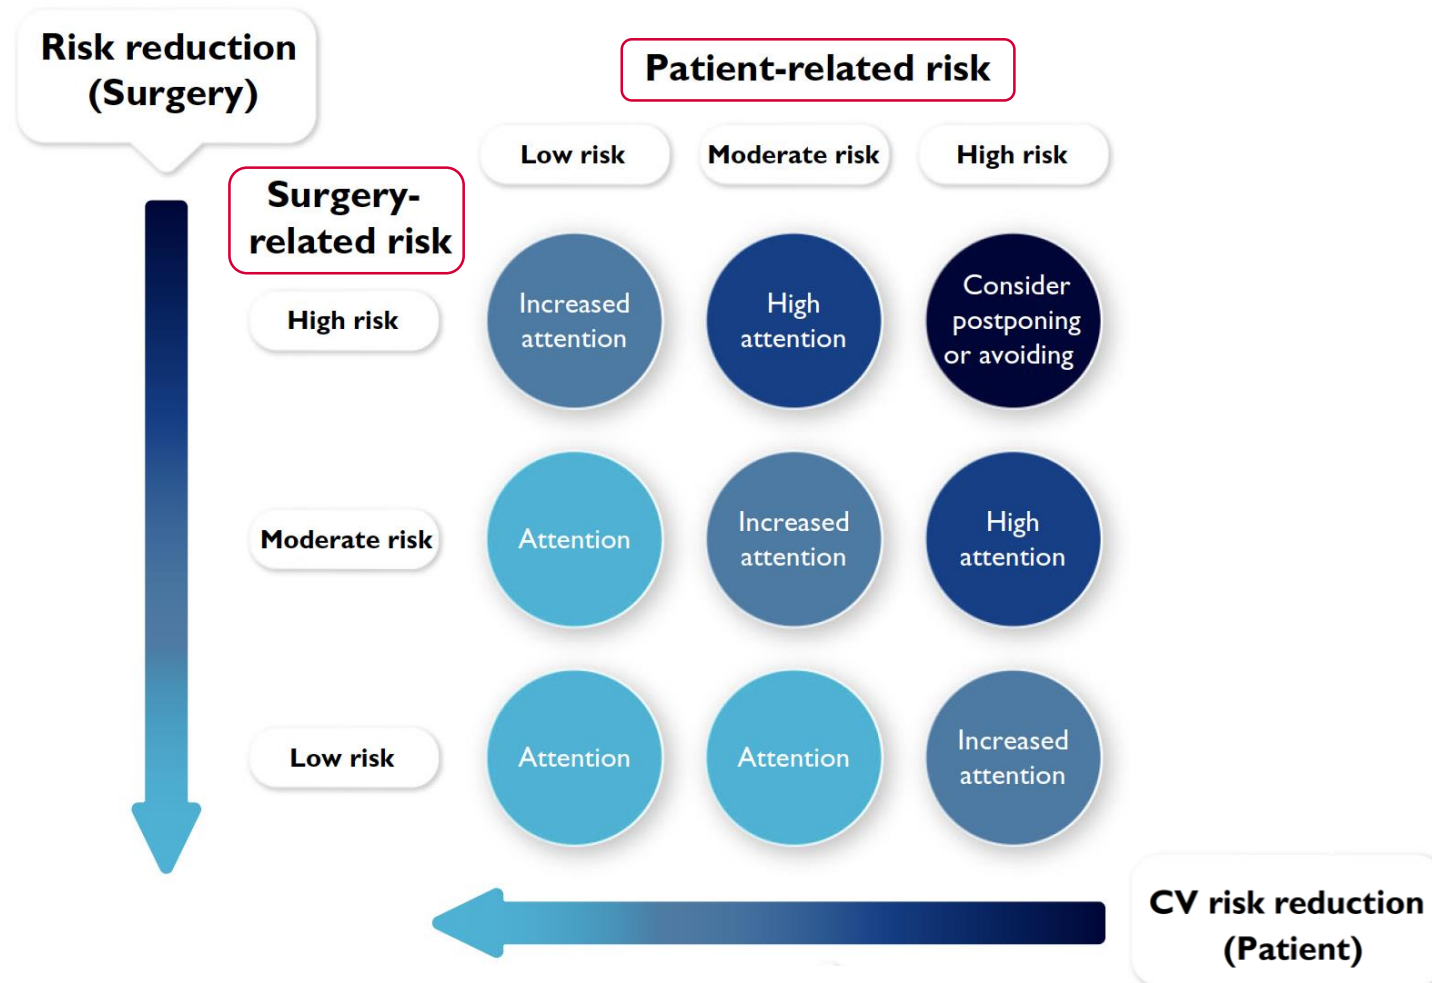 Risk reduction
(Surgery)
Patient-related risk
Low risk
Moderate risk
High risk
Surgery-
related risk
High risk
Increased
attention
High
attention
Consider
postponing
or avoiding
Moderate risk
Attention
Increased
attention
High
attention
Low risk
Attention
Attention
Increased
attention
CV risk reduction
(Patient)